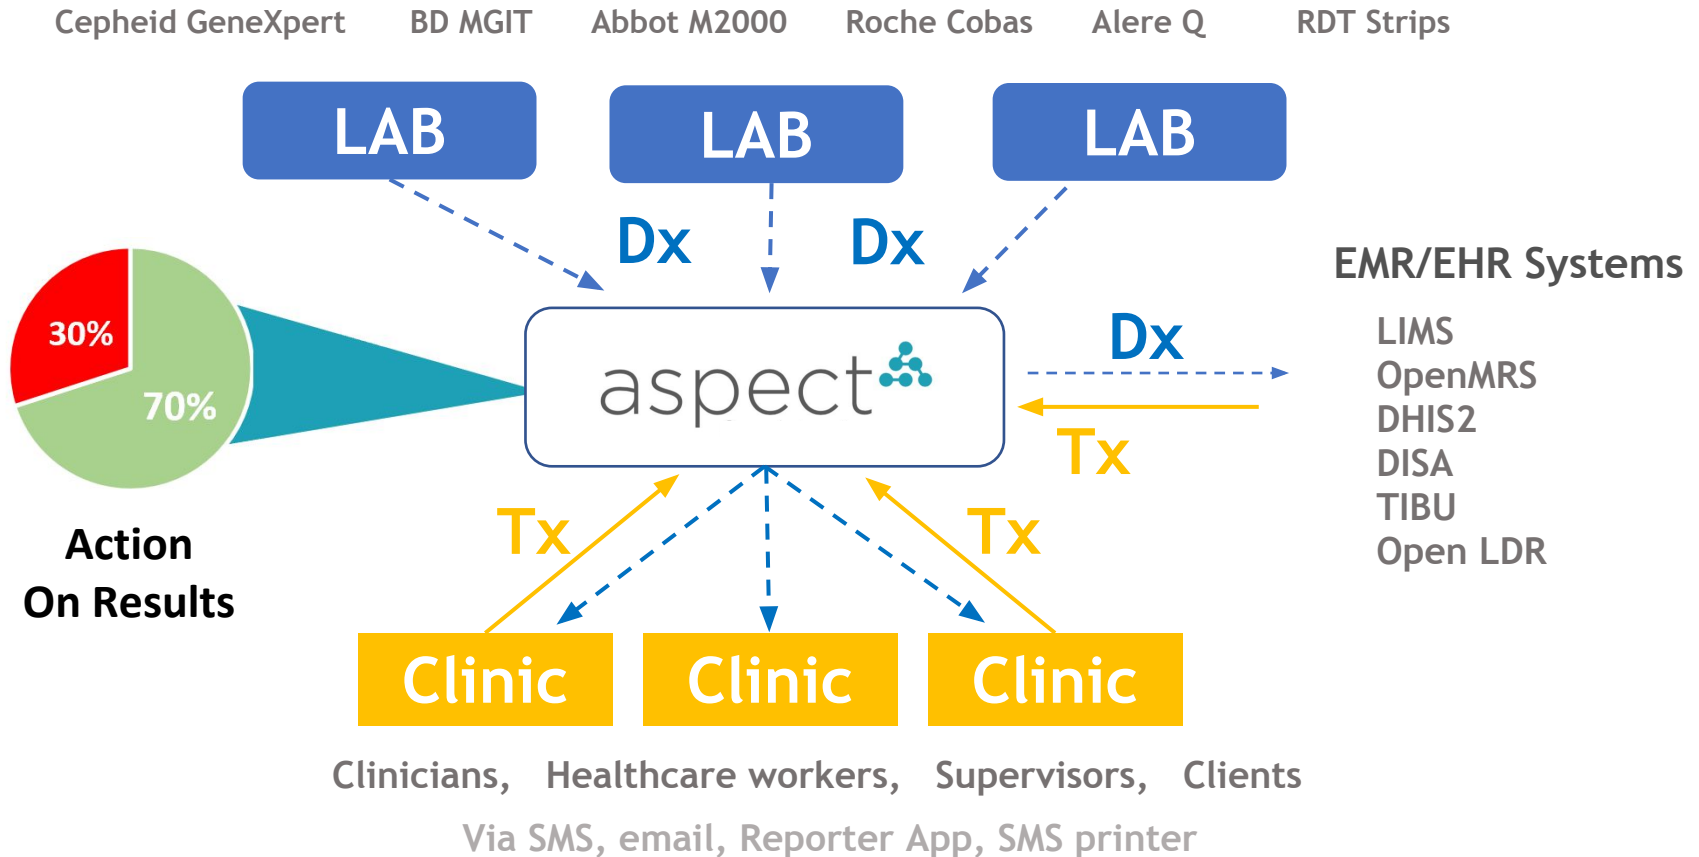 Cepheid GeneXpert BD MGIT Abbot M2000 Roche Cobas Alere Q RDT Strips
LAB LAB LAB
Dx Dx
EMR/EHR Systems
30%
70%
aspect
Dx
Tx
LIMS
OpenMRS
DHIS2
DISA
TIBU
Open LDR
Tx Tx
Action
On Results
Clinic Clinic Clinic
Clinicians, Healthcare workers, Supervisors, Clients
Via SMS, email, Reporter App, SMS printer